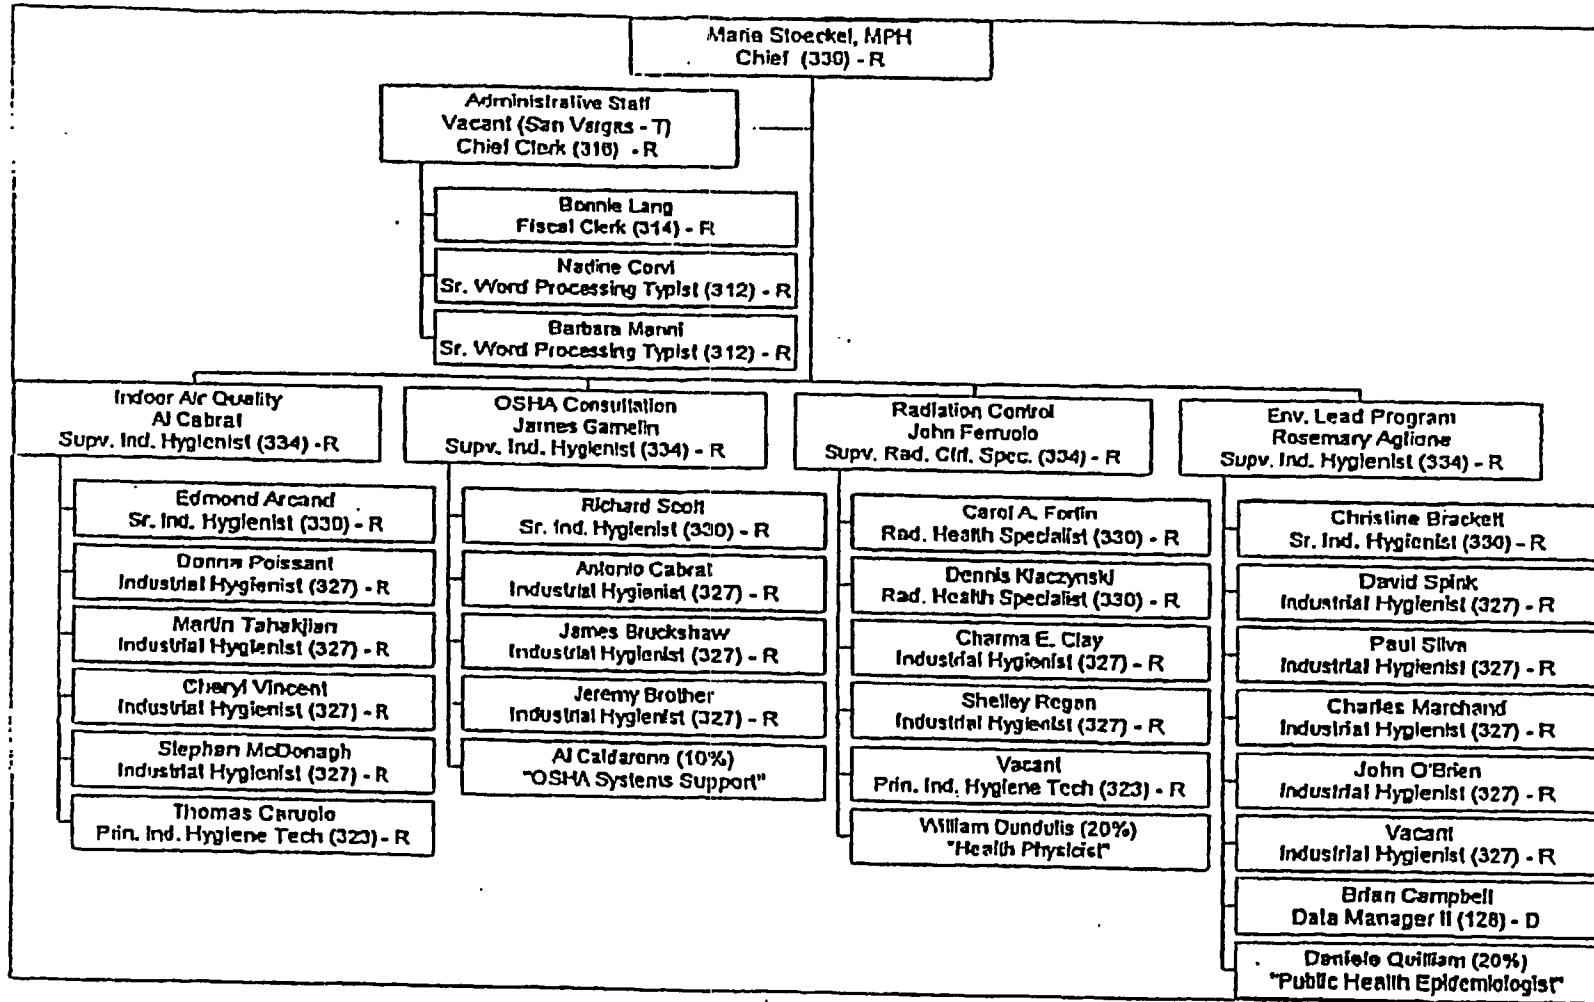 Marie Stoeckel, MPH
Chief (330) - R
Administrative Staff
Vacant (San Vargas - T)
Chief Clerk (316) - R
Bonnie Lang
Fiscal Clerk (314) - R
Nadine Corvi
Sr. Word Processing Typist (312) - R
Barbara Manni
Sr. Word Processing Typist (312) - R
Indoor Air Quality
Al Cabral
Supv. Ind. Hygienist (334) - R
Edmond Arcand
Sr. Ind. Hygienist (330) - R
Donna Poissant
Industrial Hygienist (327) - R
Martin Tahakjian
Industrial Hygienist (327) - R
Cheryl Vincent
Industrial Hygienist (327) - R
Stephen McDonagh
Industrial Hygienist (327) - R
Thomas Caruolo
Prin. Ind. Hygiene Tech (323) - R
OSHA Consultation
James Gamelin
Supv. Ind. Hygienist (334) - R
Richard Scott
Sr. Ind. Hygienist (330) - R
Antonio Cabral
Industrial Hygienist (327) - R
James Bruckshaw
Industrial Hygienist (327) - R
Jeremy Brother
Industrial Hygienist (327) - R
Al Caldarone (10%)
"OSHA Systems Support"
Radiation Control
John Ferruolo
Supv. Rad. Ctrl. Spec. (334) - R
Carol A. Fortin
Rad. Health Specialist (330) - R
Dennis Klaczynski
Rad. Health Specialist (330) - R
Charma E. Clay
Industrial Hygienist (327) - R
Shelley Regan
Industrial Hygienist (327) - R
Vacant
Prin. Ind. Hygiene Tech (323) - R
William Dundulis (20%)
"Health Physicist"
Env. Lead Program
Rosemary Aglione
Supv. Ind. Hygienist (334) - R
Christine Brackett
Sr. Ind. Hygienist (330) - R
David Spink
Industrial Hygienist (327) - R
Paul Silva
Industrial Hygienist (327) - R
Charles Marchand
Industrial Hygienist (327) - R
John O'Brien
Industrial Hygienist (327) - R
Vacant
Industrial Hygienist (327) - R
Brian Campbell
Data Manager II (128) - D
Daniele Quilliam (20%)
"Public Health Epidemiologist"